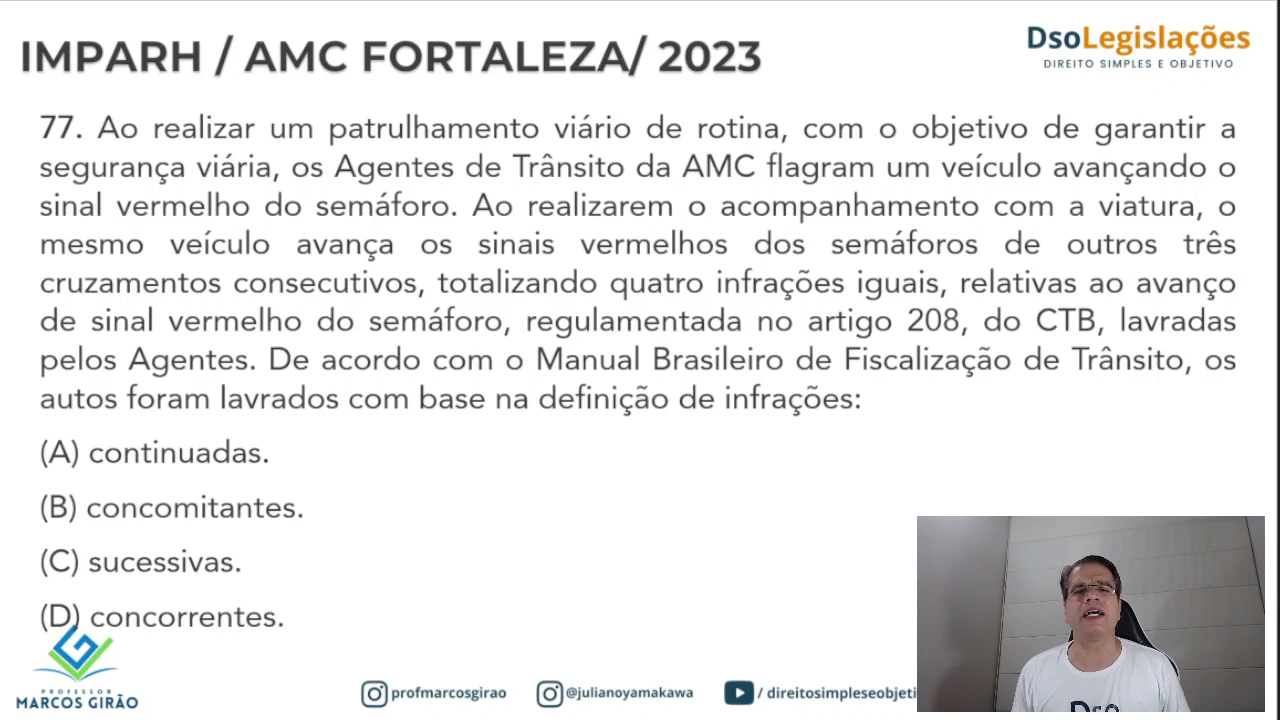 IMPARH / AMC FORTALEZA/ 2023
DsoLegislações
DIREITO SIMPLES E OBJETIVO
77. Ao realizar um patrulhamento viário de rotina, com o objetivo de garantir a
segurança viária, os Agentes de Trânsito da AMC flagram um veículo avançando o
sinal vermelho do semáforo. Ao realizarem o acompanhamento com a viatura, o
mesmo veículo avança os sinais vermelhos dos semáforos de outros três
cruzamentos consecutivos, totalizando quatro infrações iguais, relativas ao avanço
de sinal vermelho do semáforo, regulamentada no artigo 208, do CTB, lavradas
pelos Agentes. De acordo com o Manual Brasileiro de Fiscalização de Trânsito, os
autos foram lavrados com base na definição de infrações:
(A) continuadas.
(B) concomitantes.
(C) sucessivas.
(D) concorrentes.
PROFESSOR
MARCOS GIRÃO
profmarcosgirao
@julianoyamakawa
/ direitosimpleseobjeti
Dso